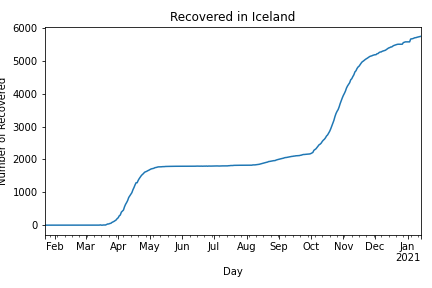 Recovered in Iceland
6000
5000
4000
3000
2000
1000
0
Number of Recovered
Feb Mar Apr May Jun Jul Aug Sep Oct Nov Dec Jan
2021
Day